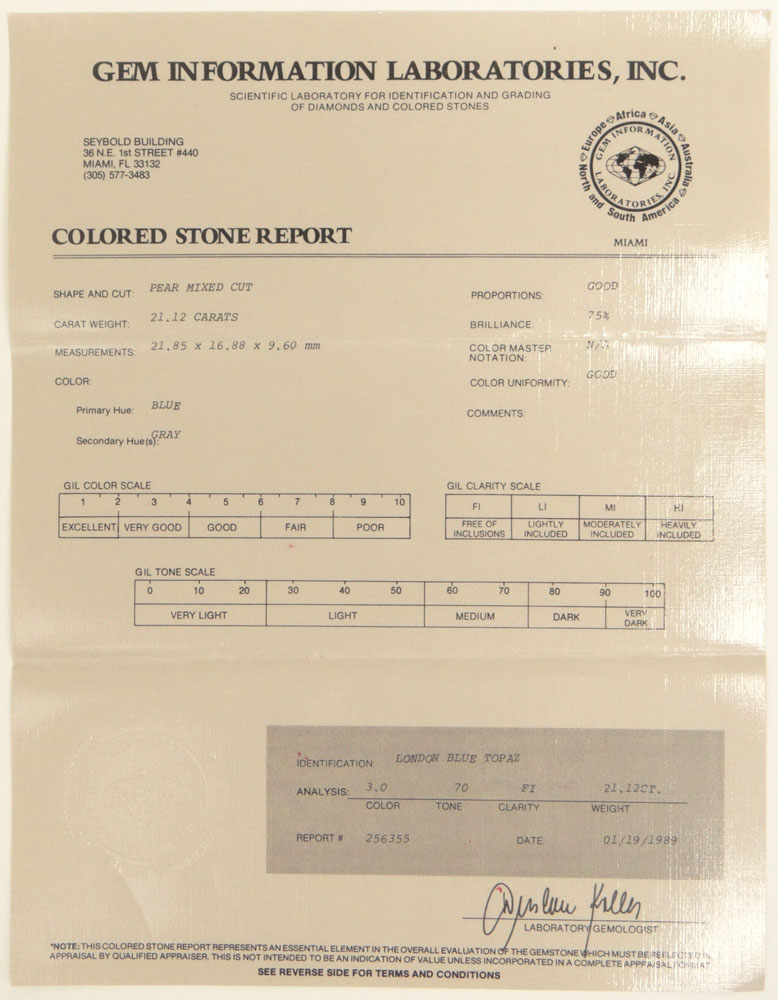 GEM INFORMATION LABORATORIES, INC.
SCIENTIFIC LABORATORY FOR IDENTIFICATION AND GRADING
OF DIAMONDS AND COLORED STONES
SEYBOLD BUILDING
36 N.E. 1st STREET #440
MIAMI, FL 33132
(305) 577-3483
Europe Africa Asia Australia North and South America
GEM INFORMATION LABORATORIES, INC.
MIAMI
COLORED STONE REPORT
SHAPE AND CUT: PEAR MIXED CUT
CARAT WEIGHT: 21.12 CARATS
MEASUREMENTS: 21.85 x 16.88 x 9.60 mm
COLOR:
Primary Hue: BLUE
Secondary Hue(s): GRAY
PROPORTIONS: GOOD
BRILLIANCE: 75%
COLOR MASTER N/A
NOTATION:
COLOR UNIFORMITY: GOOD
COMMENTS:
GIL COLOR SCALE
1 2 3 4 5 6 7 8 9 10
EXCELLENT VERY GOOD GOOD FAIR POOR
GIL CLARITY SCALE
FI LI MI HI
FREE OF LIGHTLY MODERATELY HEAVILY
INCLUSIONS INCLUDED INCLUDED INCLUDED
GIL TONE SCALE
0 10 20 30 40 50 60 70 80 90 100
VERY LIGHT LIGHT MEDIUM DARK VERY
DARK
IDENTIFICATION: LONDON BLUE TOPAZ
ANALYSIS: 3.0 70 FI 21.12CT.
COLOR TONE CLARITY WEIGHT
REPORT # 256355 DATE: 01/19/1989
LABORATORY GEMOLOGIST
*NOTE: THIS COLORED STONE REPORT REPRESENTS AN ESSENTIAL ELEMENT IN THE OVERALL EVALUATION OF THE GEMSTONE WHICH MUST BE REFLECTED IN
APPRAISAL BY QUALIFIED APPRAISER. THIS IS NOT INTENDED TO BE AN INDICATION OF VALUE UNLESS INCORPORATED IN A COMPLETE APPRAISAL FORMAT
SEE REVERSE SIDE FOR TERMS AND CONDITIONS